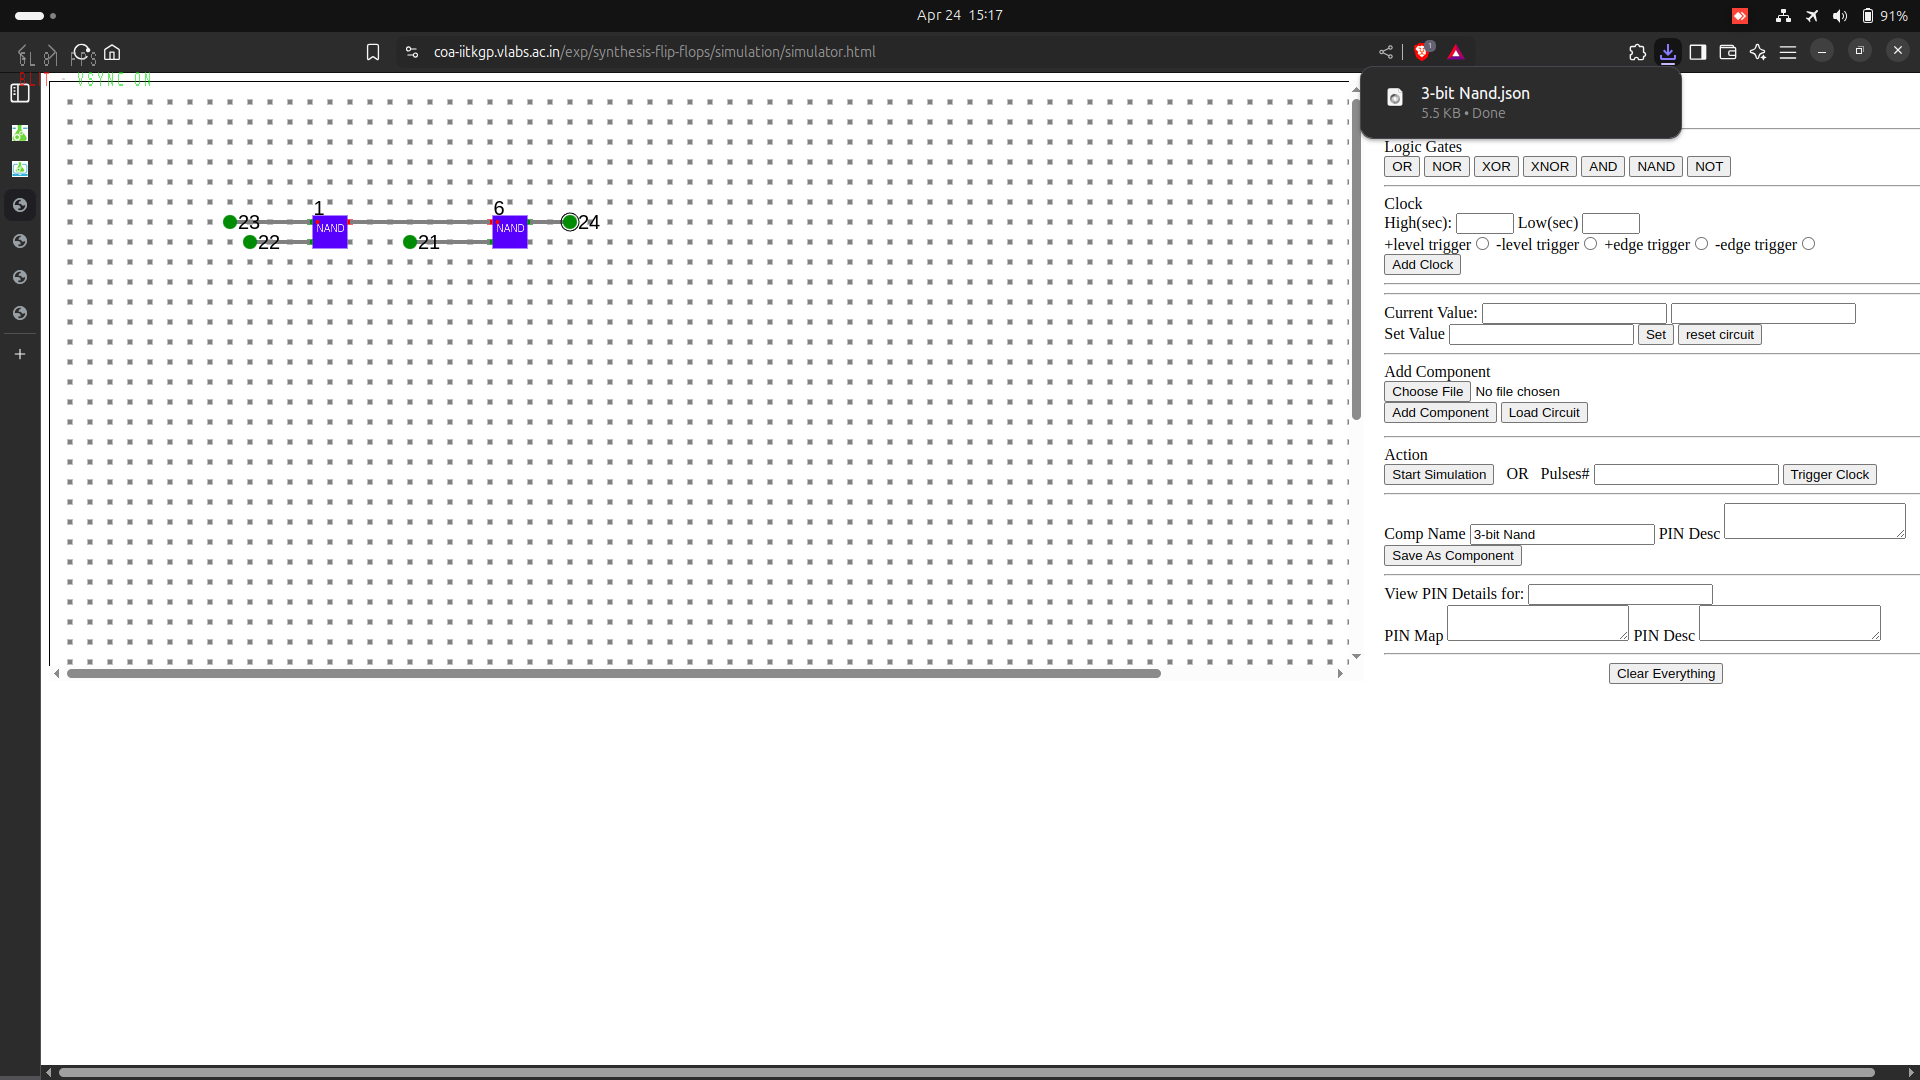 Apr 24 15:17
91%
coa-iitkgp.vlabs.ac.in/exp/synthesis-flip-flops/simulation/simulator.html
1
VSYNC ON
3-bit Nand.json
5.5 KB • Done
Logic Gates
OR NOR XOR XNOR AND NAND NOT
Clock
High(sec): Low(sec)
+level trigger -level trigger +edge trigger -edge trigger
Add Clock
Current Value:
Set Value Set reset circuit
Add Component
Choose File No file chosen
Add Component Load Circuit
Action
Start Simulation OR Pulses# Trigger Clock
Comp Name 3-bit Nand PIN Desc
Save As Component
View PIN Details for:
PIN Map PIN Desc
Clear Everything
1 6
23 NAND NAND 24
22 21